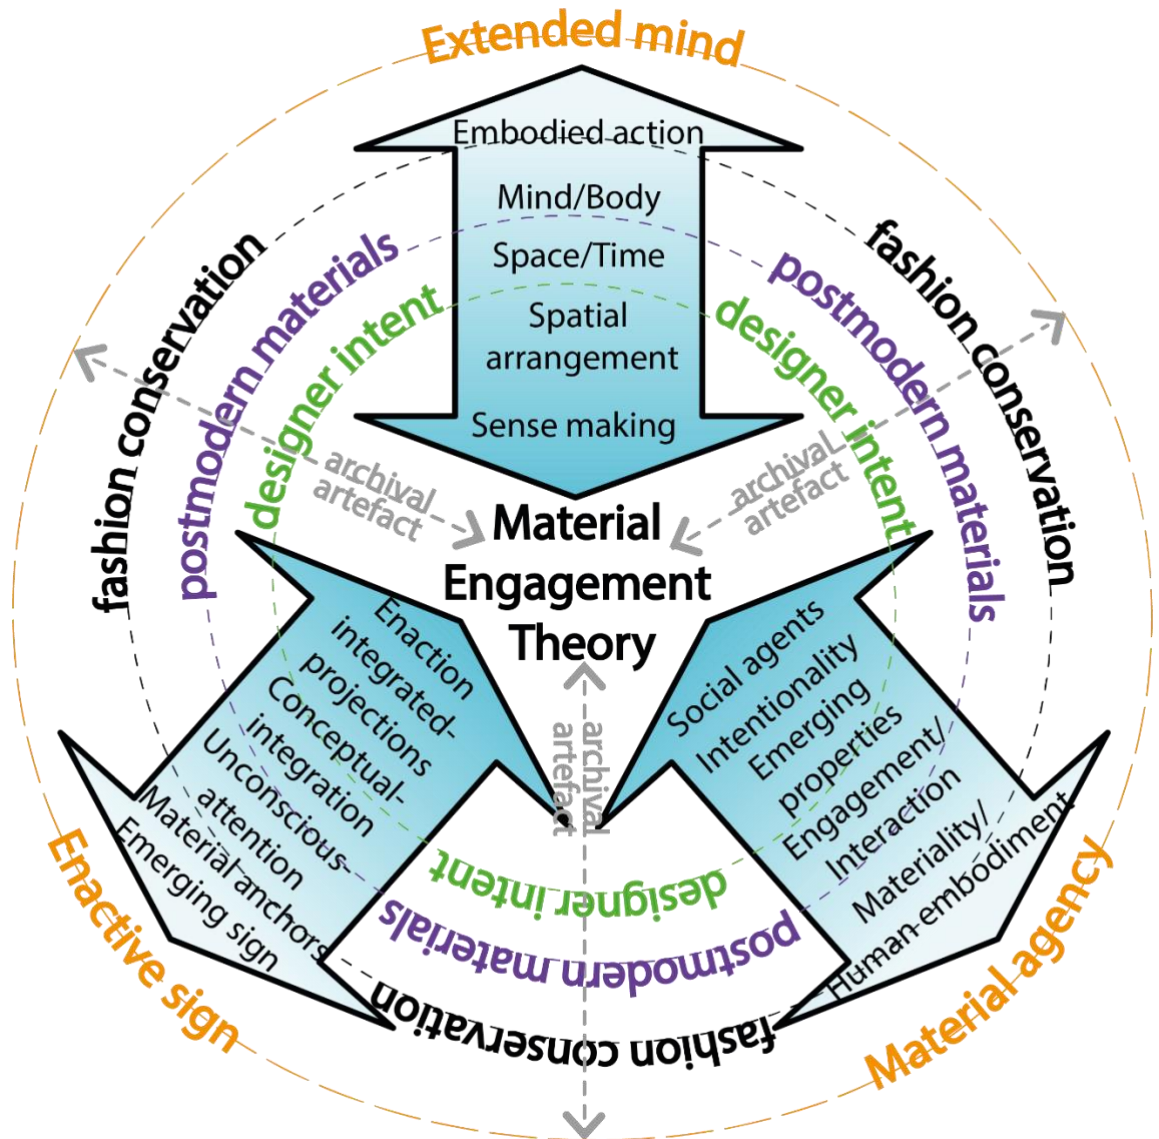 Extended mind
Embodied action
Mind/Body
Space/Time
Spatial
arrangement
Sense making
fashion conservation
postmodern materials
designer intent
archival
artefact
fashion conservation
postmodern materials
designer intent
archival
artefact
Material
Engagement
Theory
Enaction
integrated-
projections
Conceptual-
integration
Unconscious-
attention
Material anchors
Emerging sign
Enactive sign
Social agents
Intentionality
Emerging
properties
Engagement/
Interaction
Materiality/
Human-embodiment
Material agency
archival
artefact
designer intent
postmodern materials
fashion conservation